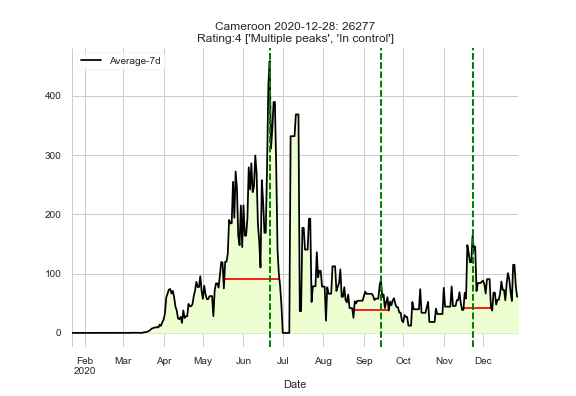 Cameroon 2020-12-28: 26277
Rating:4 ['Multiple peaks', 'In control']
Average-7d
400
300
200
100
0
Feb Mar Apr May Jun Jul Aug Sep Oct Nov Dec
2020
Date